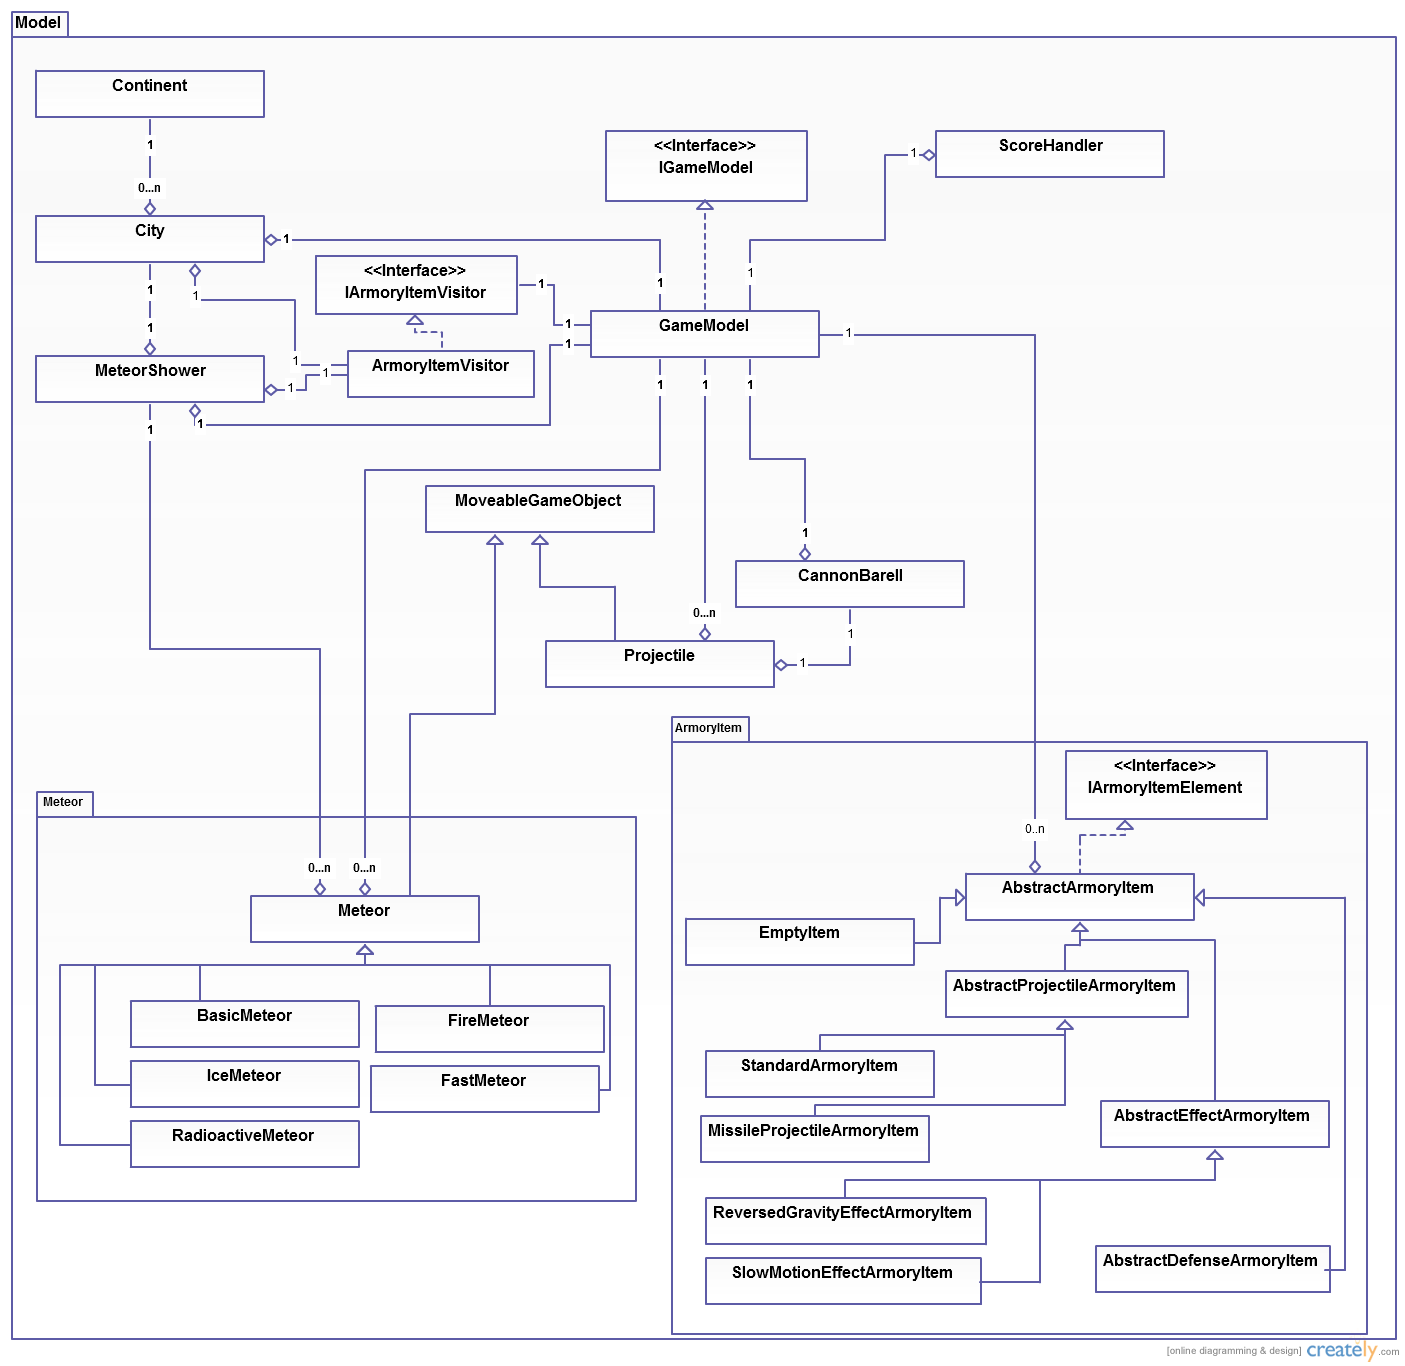 Model
Continent
1
0...n
City
1
1
1
<<Interface>>
IGameModel
ScoreHandler
1
1
<<Interface>>
IArmoryItemVisitor
1
1
1
GameModel
1
1
1
MeteorShower
1
1
1
1
ArmoryItemVisitor
1
1
1
1
1
1
MoveableGameObject
1
CannonBarell
1
0...n
Projectile
1
ArmoryItem
<<Interface>>
IArmoryItemElement
0..n
AbstractArmoryItem
EmptyItem
AbstractProjectileArmoryItem
StandardArmoryItem
MissileProjectileArmoryItem
AbstractEffectArmoryItem
ReversedGravityEffectArmoryItem
SlowMotionEffectArmoryItem
AbstractDefenseArmoryItem
Meteor
0...n
0...n
Meteor
BasicMeteor
FireMeteor
IceMeteor
FastMeteor
RadioactiveMeteor
[online diagramming & design] creately.com